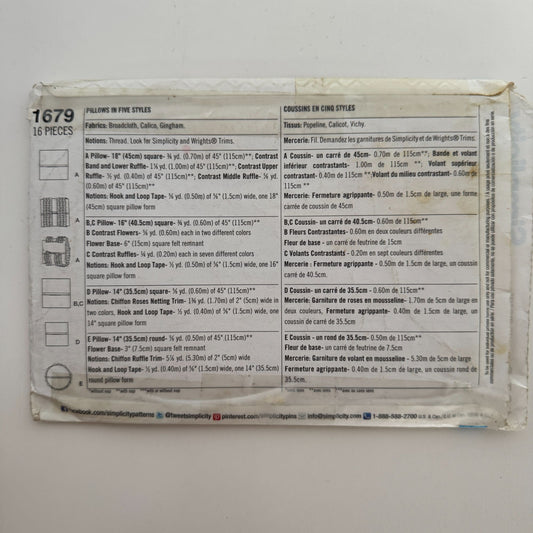 1679
16 PIECES
PILLOWS IN FIVE STYLES
Fabrics: Broadcloth, Calico, Gingham.
Notions: Thread. Look for Simplicity and Wrights® Trims.
A Pillow- 18" (45cm) square- ¾ yd. (0.70m) of 45" (115cm)**; Contrast
Band and Lower Ruffle- 1⅛ yd. (1.00m) of 45" (115cm)**; Contrast Upper
Ruffle- ½ yd. (0.40m) of 45" (115cm)**; Contrast Middle Ruffle- ⅝ yd.
(0.60m) of 45" (115cm)**
Notions: Hook and Loop Tape- ½ yd. (0.50m) of ⅝" (1.5cm) wide, one 18"
(45cm) square pillow form
B,C Pillow- 16" (40.5cm) square- ⅝ yd. (0.60m) of 45" (115cm)**
B Contrast Flowers- ⅝ yd. (0.60m) each in two different colors
Flower Base- 6" (15cm) square felt remnant
C Contrast Ruffles- ¼ yd. (0.20m) each in seven different colors
Notions: Hook and Loop Tape- ½ yd. (0.50m) of ⅝" (1.5cm) wide, one 16"
square pillow form
D Pillow- 14" (35.5cm) square- ⅝ yd. (0.60m) of 45" (115cm)**
Notions: Chiffon Roses Netting Trim- 1⅞ yd. (1.70m) of 2" (5cm) wide in
two colors, Hook and Loop Tape- ½ yd. (0.40m) of ⅝" (1.5cm) wide, one
14" square pillow form
E Pillow- 14" (35.5cm) round- ½ yd. (0.50m) of 45" (115cm)**
Flower Base- 3" (7.5cm) square felt remnant
Notions: Chiffon Ruffle Trim- 5⅞ yd. (5.30m) of 2" (5cm) wide
Hook and Loop Tape- ½ yd. (0.40m) of ⅝" (1.5cm) wide, one 14" (35.5cm)
round pillow form
*without nap **with nap ***with or without nap
A
A
A
B,C
D
E
COUSSINS EN CINQ STYLES
Tissus: Popeline, Calicot, Vichy.
Mercerie: Fil. Demandez les garnitures de Simplicity et de Wrights® Trims.
A Coussin- un carré de 45cm- 0.70m de 115cm**; Bande et volant
inférieur contrastants- 1.00m de 115cm**; Volant supérieur
contrastant- 0.40m de 115cm**; Volant du milieu contrastant- 0.60m de
115cm **
Mercerie: Fermeture agrippante- 0.50m de 1.5cm de large, une forme
carrée de coussin de 45cm
B,C Coussin- un carré de 40.5cm- 0.60m de 115cm**
B Fleurs Contrastantes- 0.60m en deux couleurs différentes
Fleur de base - un carré de feutrine de 15cm
C Volants Contrastants - 0.20m en sept couleurs différentes
Mercerie : Fermeture agrippante- 0.50m de 1.5cm de large, un coussin
carré de 40.5cm.
D Coussin - un carré de 35.5cm - 0.60m de 115cm**
Mercerie: Garniture de roses en mousseline- 1.70m de 5cm de large en
deux couleurs, Fermeture agrippante- 0.40m de 1.5cm de large, un
coussin carré de 35.5cm
E Coussin - un rond de 35.5cm- 0.50m de 115cm**
Fleur de base - un carré de feutrine de 7.5cm
Mercerie: Garniture de volant en mousseline - 5.30m de 5cm de large
Fermeture agrippante- 0.40m de 1.5cm de large, un coussin rond de
35.5cm.
facebook.com/simplicitypatterns @tweetsimplicity pinterest.com/simplicitypins info@simplicity.com 1-888-588-2700